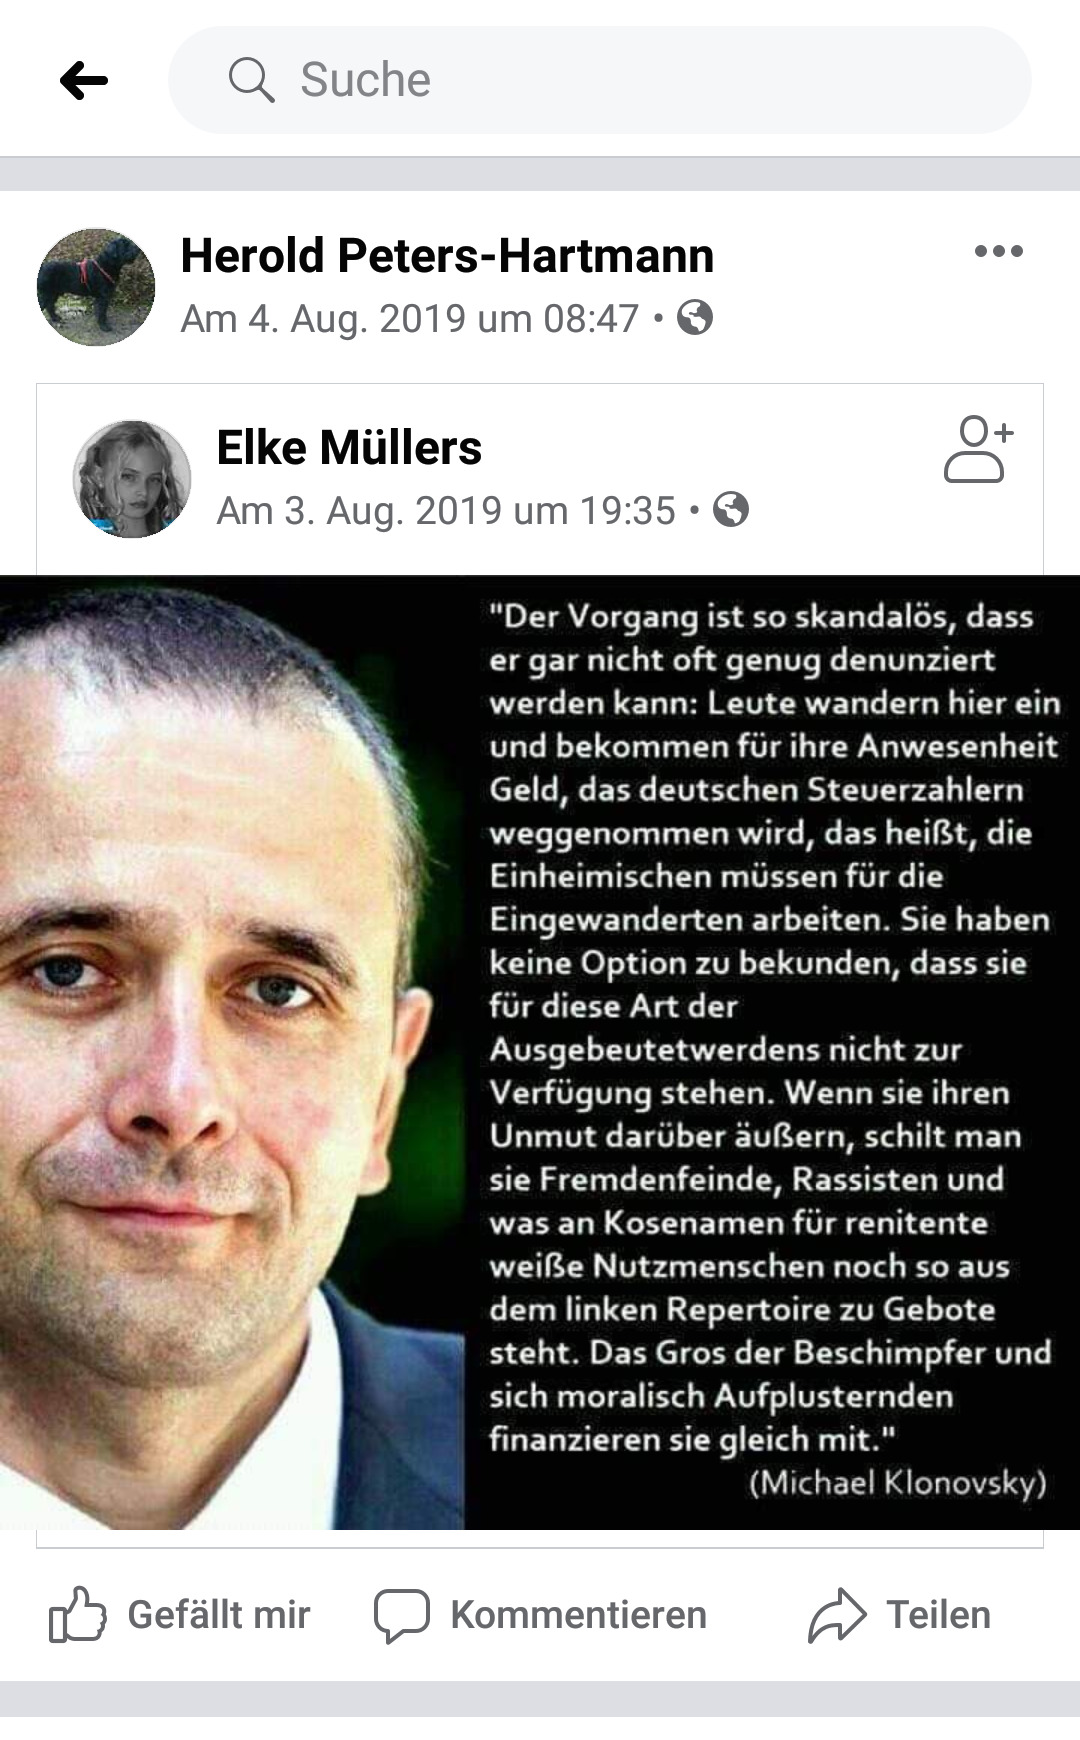 Suche
Herold Peters-Hartmann
Am 4. Aug. 2019 um 08:47 •
Elke Müllers
Am 3. Aug. 2019 um 19:35 •
"Der Vorgang ist so skandalös, dass
er gar nicht oft genug denunziert
werden kann: Leute wandern hier ein
und bekommen für ihre Anwesenheit
Geld, das deutschen Steuerzahlern
weggenommen wird, das heißt, die
Einheimischen müssen für die
Eingewanderten arbeiten. Sie haben
keine Option zu bekunden, dass sie
für diese Art der
Ausgebeutetwerdens nicht zur
Verfügung stehen. Wenn sie ihren
Unmut darüber äußern, schilt man
sie Fremdenfeinde, Rassisten und
was an Kosenamen für renitente
weiße Nutzmenschen noch so aus
dem linken Repertoire zu Gebote
steht. Das Gros der Beschimpfer und
sich moralisch Aufplusternden
finanzieren sie gleich mit."
(Michael Klonovsky)
Gefällt mir
Kommentieren
Teilen